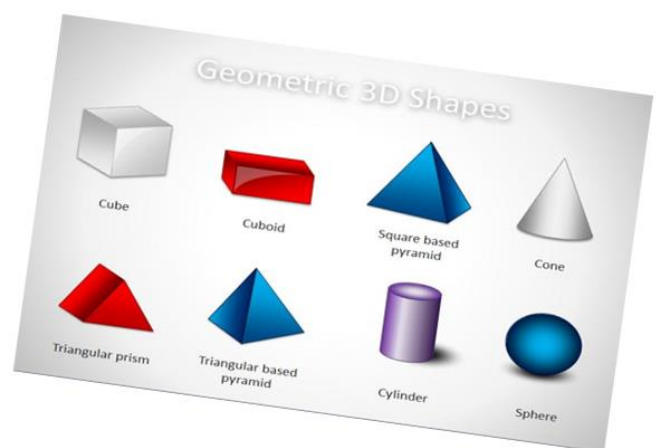 Geometric 3D Shapes
Cube
Cuboid
Square based
pyramid
Cone
Triangular prism
Triangular based
pyramid
Cylinder
Sphere